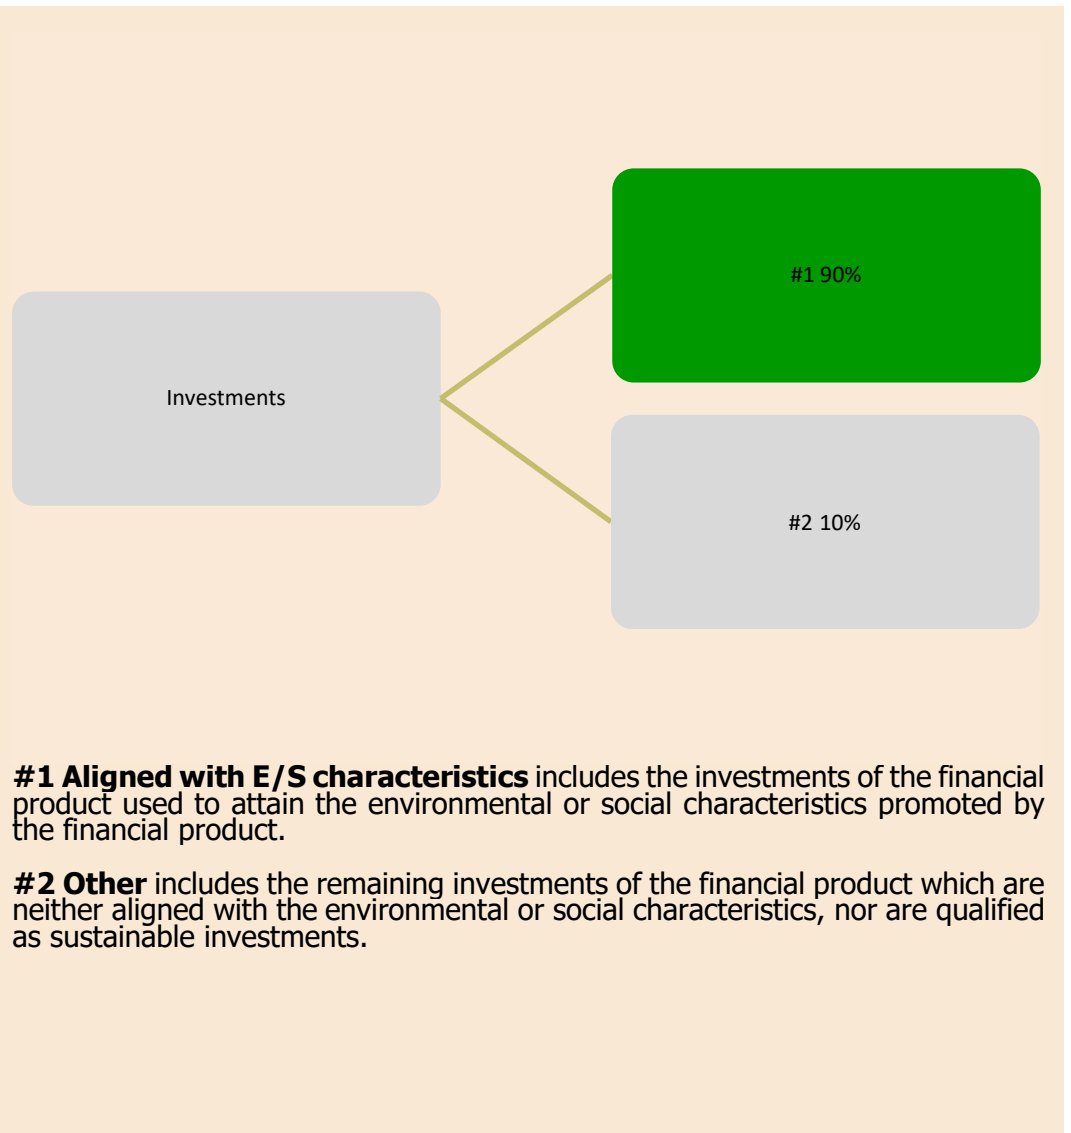 #1 90%
Investments
#2 10%
#1 Aligned with E/S characteristics includes the investments of the financial
product used to attain the environmental or social characteristics promoted by
the financial product.
#2 Other includes the remaining investments of the financial product which are
neither aligned with the environmental or social characteristics, nor are qualified
as sustainable investments.